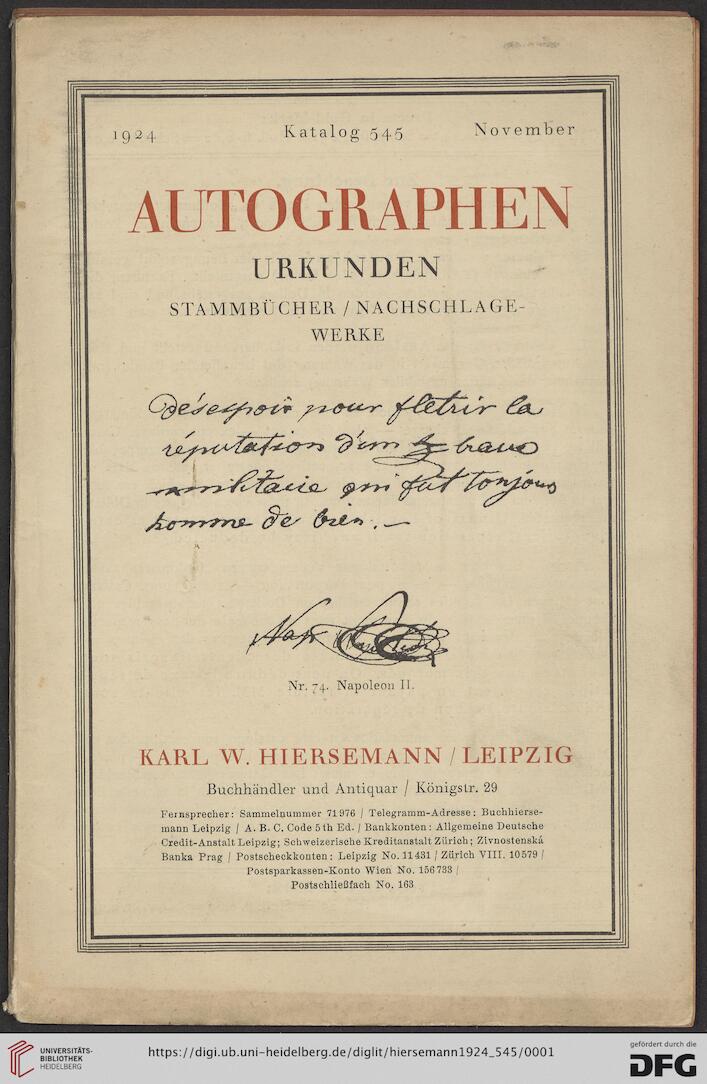 1924 Katalog 545 November
AUTOGRAPHEN
URKUNDEN
STAMMBÜCHER / NACHSCHLAGE-
WERKE
Désespoir pour fletrir la
réputation d'un brave
militaire qui fut toujours
homme de bien. —
Nap
Nr. 74. Napoleon II.
KARL W. HIERSEMANN / LEIPZIG
Buchhändler und Antiquar / Königstr. 29
Fernsprecher: Sammelnummer 71976 / Telegramm-Adresse: Buchhierse-
mann Leipzig / A. B. C. Code 5th Ed. / Bankkonten: Allgemeine Deutsche
Credit-Anstalt Leipzig; Schweizerische Kreditanstalt Zürich; Zivnostenská
Banka Prag / Postscheckkonten: Leipzig No. 11431 / Zürich VIII. 10579 /
Postsparkassen-Konto Wien No. 156733 /
Postschließfach No. 163
UNIVERSITÄTS-
BIBLIOTHEK
HEIDELBERG
https://digi.ub.uni-heidelberg.de/diglit/hiersemann1924_545/0001
gefördert durch die
DFG